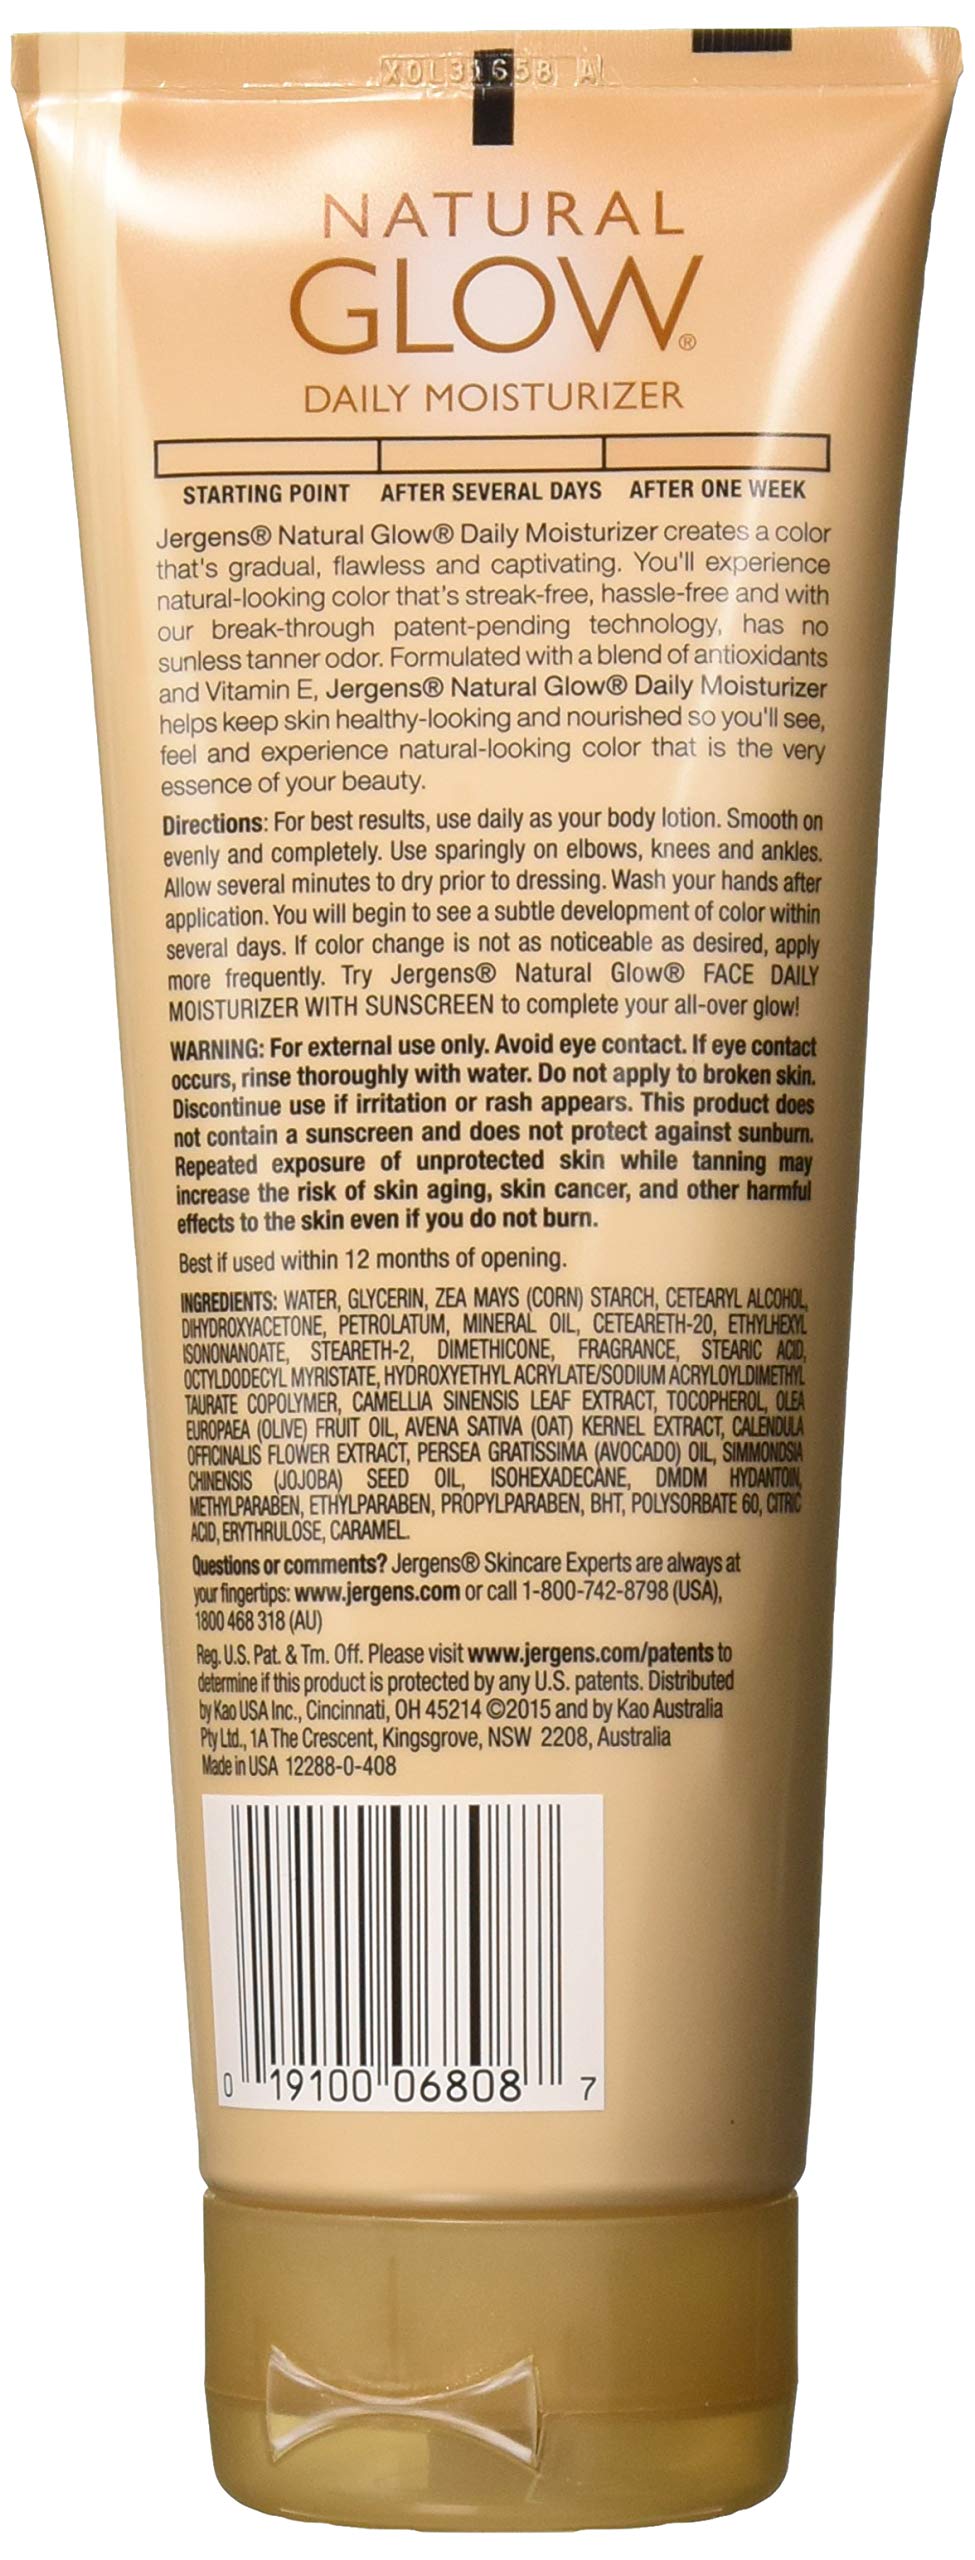 XOL31658 A
NATURAL
GLOW®
DAILY MOISTURIZER
STARTING POINT AFTER SEVERAL DAYS AFTER ONE WEEK
Jergens® Natural Glow® Daily Moisturizer creates a color
that's gradual, flawless and captivating. You'll experience
natural-looking color that's streak-free, hassle-free and with
our break-through patent-pending technology, has no
sunless tanner odor. Formulated with a blend of antioxidants
and Vitamin E, Jergens® Natural Glow® Daily Moisturizer
helps keep skin healthy-looking and nourished so you'll see,
feel and experience natural-looking color that is the very
essence of your beauty.
Directions: For best results, use daily as your body lotion. Smooth on
evenly and completely. Use sparingly on elbows, knees and ankles.
Allow several minutes to dry prior to dressing. Wash your hands after
application. You will begin to see a subtle development of color within
several days. If color change is not as noticeable as desired, apply
more frequently. Try Jergens® Natural Glow® FACE DAILY
MOISTURIZER WITH SUNSCREEN to complete your all-over glow!
WARNING: For external use only. Avoid eye contact. If eye contact
occurs, rinse thoroughly with water. Do not apply to broken skin.
Discontinue use if irritation or rash appears. This product does
not contain a sunscreen and does not protect against sunburn.
Repeated exposure of unprotected skin while tanning may
increase the risk of skin aging, skin cancer, and other harmful
effects to the skin even if you do not burn.
Best if used within 12 months of opening.
INGREDIENTS: WATER, GLYCERIN, ZEA MAYS (CORN) STARCH, CETEARYL ALCOHOL,
DIHYDROXYACETONE, PETROLATUM, MINERAL OIL, CETEARETH-20, ETHYLHEXYL
ISONONANOATE, STEARETH-2, DIMETHICONE, FRAGRANCE, STEARIC ACID,
OCTYLDODECYL MYRISTATE, HYDROXYETHYL ACRYLATE/SODIUM ACRYLOYLDIMETHYL
TAURATE COPOLYMER, CAMELLIA SINENSIS LEAF EXTRACT, TOCOPHEROL, OLEA
EUROPAEA (OLIVE) FRUIT OIL, AVENA SATIVA (OAT) KERNEL EXTRACT, CALENDULA
OFFICINALIS FLOWER EXTRACT, PERSEA GRATISSIMA (AVOCADO) OIL, SIMMONDSIA
CHINENSIS (JOJOBA) SEED OIL, ISOHEXADECANE, DMDM HYDANTOIN,
METHYLPARABEN, ETHYLPARABEN, PROPYLPARABEN, BHT, POLYSORBATE 60, CITRIC
ACID, ERYTHRULOSE, CARAMEL.
Questions or comments? Jergens® Skincare Experts are always at
your fingertips: www.jergens.com or call 1-800-742-8798 (USA),
1800 468 318 (AU)
Reg. U.S. Pat. & Tm. Off. Please visit www.jergens.com/patents to
determine if this product is protected by any U.S. patents. Distributed
by Kao USA Inc., Cincinnati, OH 45214 ©2015 and by Kao Australia
Pty Ltd., 1A The Crescent, Kingsgrove, NSW 2208, Australia
Made in USA 12288-0-408
0 19100 06808 7